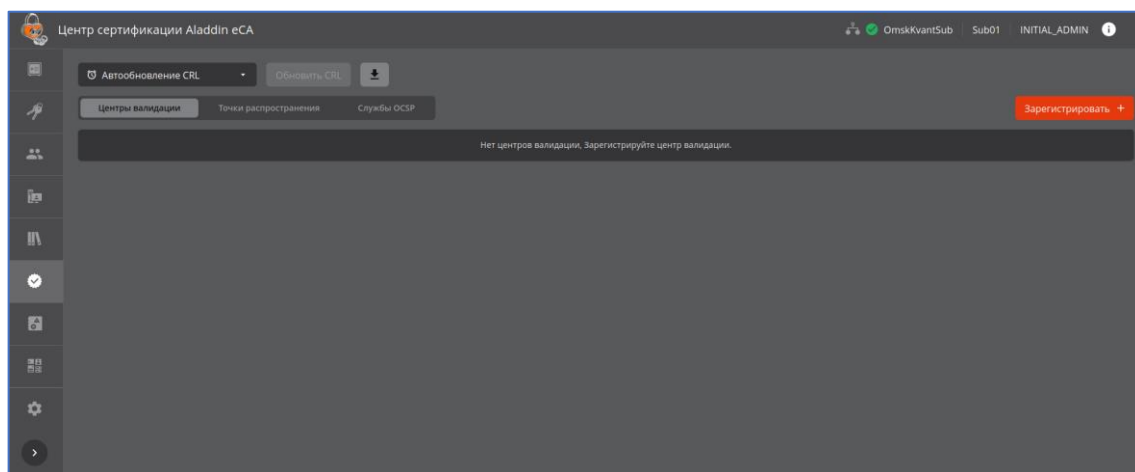 Центр сертификации Aladdin eCA
OmskKvantSub Sub01 INITIAL_ADMIN
Автообновление CRL Обновить CRL
Центры валидации Точки распространения Службы OCSP Зарегистрировать +
Нет центров валидации, Зарегистрируйте центр валидации.